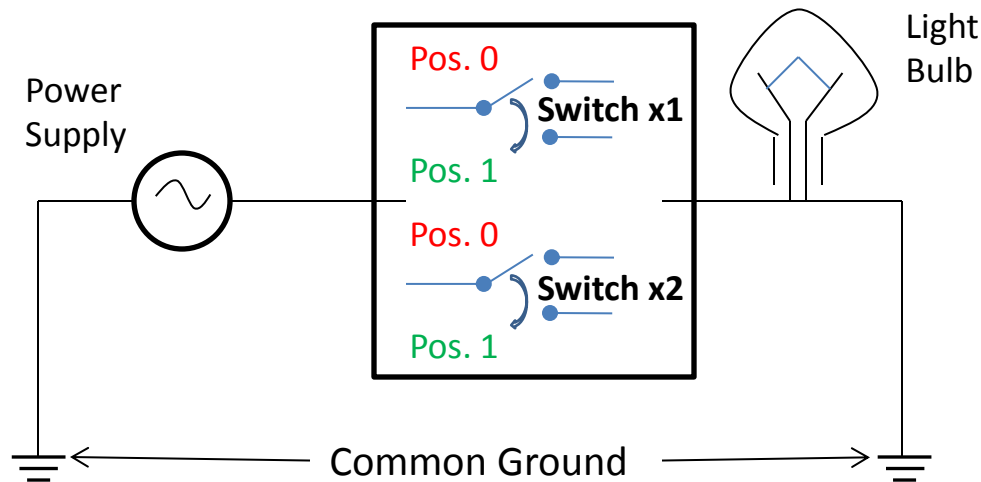 Power
Supply
Pos. 0
Switch x1
Pos. 1
Pos. 0
Switch x2
Pos. 1
Light
Bulb
Common Ground